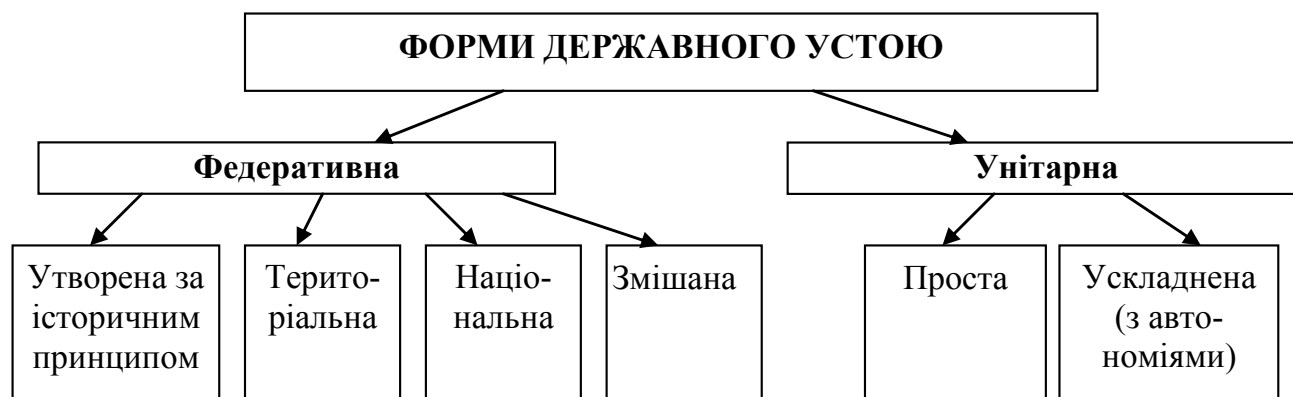 ФОРМИ ДЕРЖАВНОГО УСТОЮ
Федеративна
Унітарна
Утворена за
історичним
принципом
Терито-
ріальна
Націо-
нальна
Змішана
Проста
Ускладнена
(з авто-
номіями)